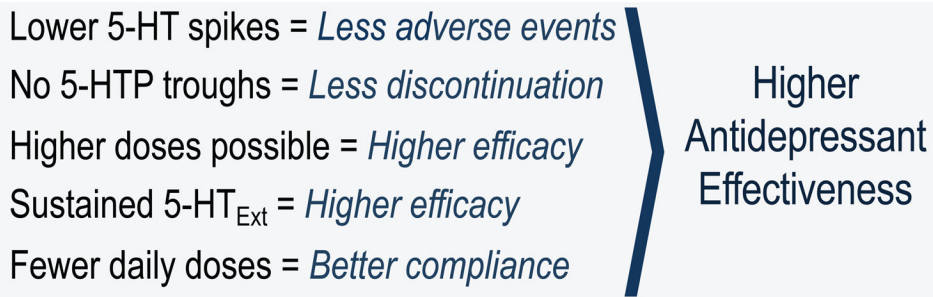 Lower 5-HT spikes = Less adverse events
No 5-HTP troughs = Less discontinuation
Higher doses possible = Higher efficacy
Sustained 5-HTExt = Higher efficacy
Fewer daily doses = Better compliance
Higher
Antidepressant
Effectiveness